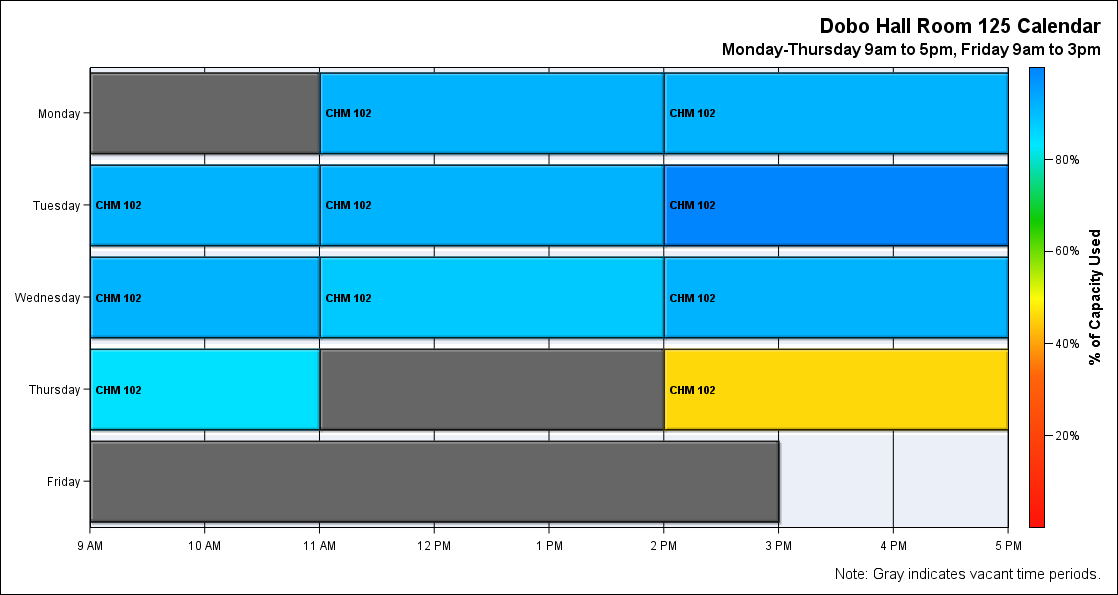 Dobo Hall Room 125 Calendar
Monday-Thursday 9am to 5pm, Friday 9am to 3pm
Monday
CHM 102
CHM 102
Tuesday
CHM 102
CHM 102
CHM 102
Wednesday
CHM 102
CHM 102
CHM 102
Thursday
CHM 102
CHM 102
Friday
9 AM
10 AM
11 AM
12 PM
1 PM
2 PM
3 PM
4 PM
5 PM
80%
60%
40%
20%
% of Capacity Used
Note: Gray indicates vacant time periods.